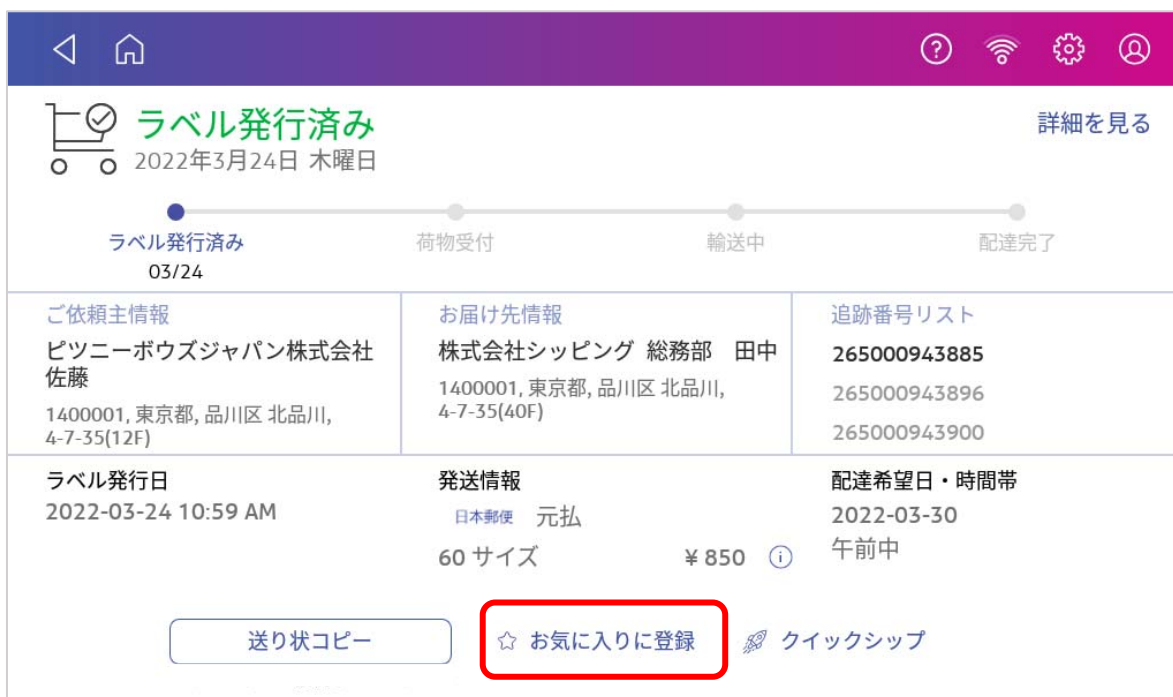 ラベル発行済み
詳細を見る
2022年3月24日 木曜日
ラベル発行済み
荷物受付
輸送中
配達完了
03/24
ご依頼主情報
ピツニーボウズジャパン株式会社
佐藤
1400001, 東京都, 品川区 北品川,
4-7-35(12F)
お届け先情報
株式会社シッピング 総務部　田中
1400001, 東京都, 品川区 北品川,
4-7-35(40F)
追跡番号リスト
265000943885
265000943896
265000943900
ラベル発行日
2022-03-24 10:59 AM
発送情報
日本郵便 元払
60 サイズ ¥ 850
配達希望日・時間帯
2022-03-30
午前中
送り状コピー
お気に入りに登録
クイックシップ